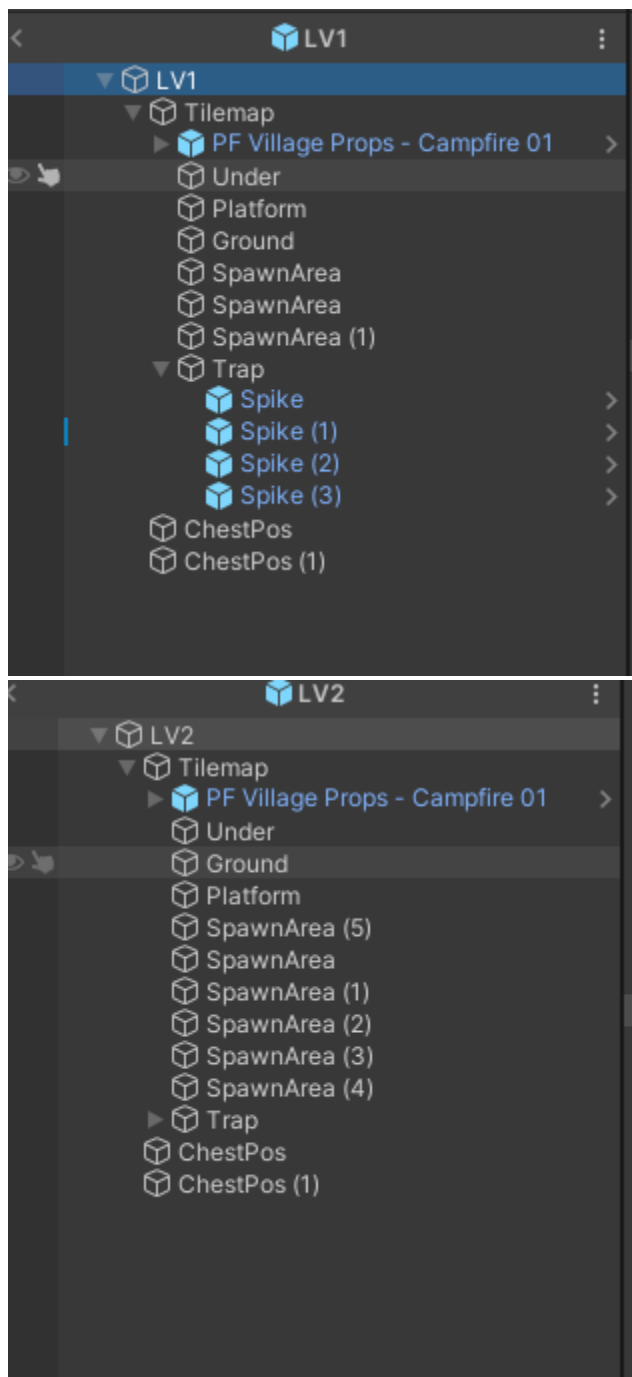 LV1
LV1
Tilemap
PF Village Props - Campfire 01
Under
Platform
Ground
SpawnArea
SpawnArea
SpawnArea (1)
Trap
Spike
Spike (1)
Spike (2)
Spike (3)
ChestPos
ChestPos (1)
LV2
LV2
Tilemap
PF Village Props - Campfire 01
Under
Ground
Platform
SpawnArea (5)
SpawnArea
SpawnArea (1)
SpawnArea (2)
SpawnArea (3)
SpawnArea (4)
Trap
ChestPos
ChestPos (1)